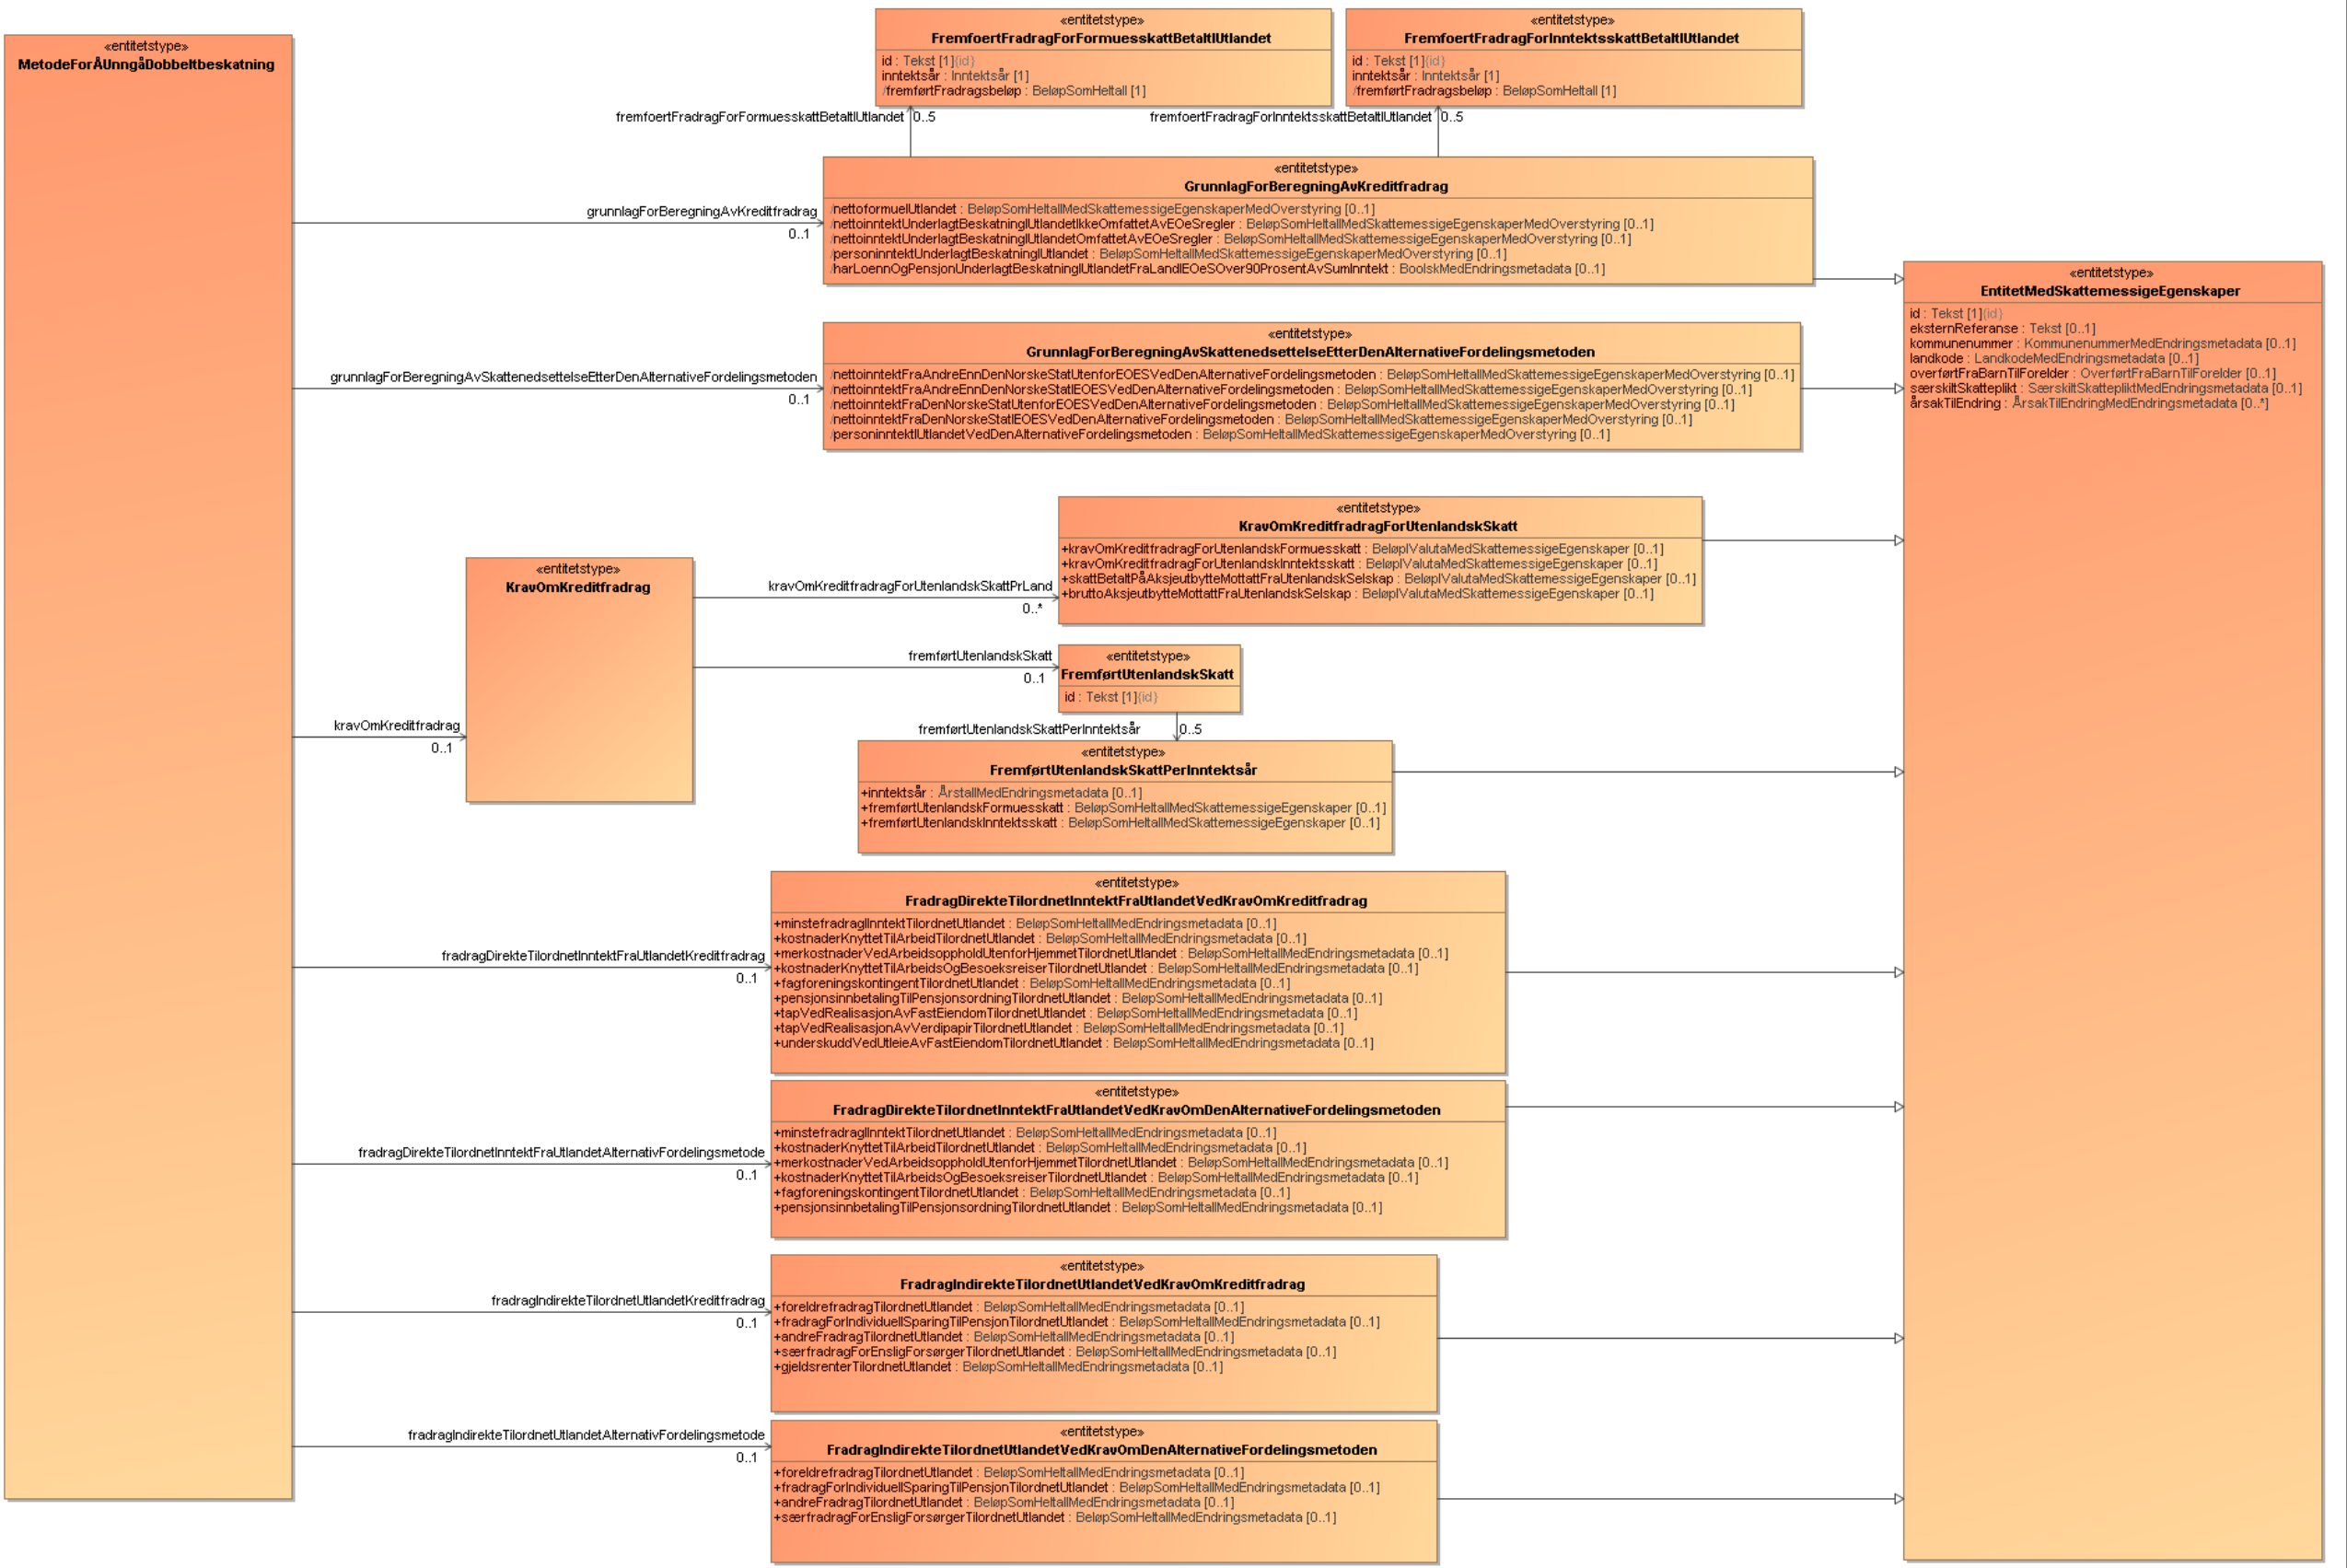 «entitetstype»
MetodeForÅUnngåDobbeltbeskatning
«entitetstype»
FremfoertFradragForFormuesskattBetaltIUtlandet
id : Tekst [1]{id}
inntektsår : Inntektsår [1]
/fremførtFradragsbeløp : BeløpSomHeltall [1]
«entitetstype»
FremfoertFradragForInntektsskattBetaltIUtlandet
id : Tekst [1]{id}
inntektsår : Inntektsår [1]
/fremførtFradragsbeløp : BeløpSomHeltall [1]
fremfoertFradragForFormuesskattBetaltIUtlandet
0..5
fremfoertFradragForInntektsskattBetaltIUtlandet
0..5
grunnlagForBeregningAvKreditfradrag
0..1
«entitetstype»
GrunnlagForBeregningAvKreditfradrag
/nettoformueIUtlandet : BeløpSomHeltallMedSkattemessigeEgenskaperMedOverstyring [0..1]
/nettoinntektUnderlagtBeskatningIUtlandetIkkeOmfattetAvEOeSregler : BeløpSomHeltallMedSkattemessigeEgenskaperMedOverstyring [0..1]
/nettoinntektUnderlagtBeskatningIUtlandetOmfattetAvEOeSregler : BeløpSomHeltallMedSkattemessigeEgenskaperMedOverstyring [0..1]
/personinntektUnderlagtBeskatningIUtlandet : BeløpSomHeltallMedSkattemessigeEgenskaperMedOverstyring [0..1]
/harLoennOgPensjonUnderlagtBeskatningIUtlandetFraLandIEOeSOver90ProsentAvSumInntekt : BoolskMedEndringsmetadata [0..1]
«entitetstype»
EntitetMedSkattemessigeEgenskaper
id : Tekst [1]{id}
eksternReferanse : Tekst [0..1]
kommunenummer : KommunenummerMedEndringsmetadata [0..1]
landkode : LandkodeMedEndringsmetadata [0..1]
overførtFraBarnTilForelder : OverførtFraBarnTilForelder [0..1]
særskiltSkatteplikt : SærskiltSkattepliktMedEndringsmetadata [0..1]
årsakTilEndring : ÅrsakTilEndringMedEndringsmetadata [0..*]
grunnlagForBeregningAvSkattenedsettelseEtterDenAlternativeFordelingsmetoden
0..1
«entitetstype»
GrunnlagForBeregningAvSkattenedsettelseEtterDenAlternativeFordelingsmetoden
/nettoinntektFraAndreEnnDenNorskeStatUtenforEOESVedDenAlternativeFordelingsmetoden : BeløpSomHeltallMedSkattemessigeEgenskaperMedOverstyring [0..1]
/nettoinntektFraAndreEnnDenNorskeStatIEOESVedDenAlternativeFordelingsmetoden : BeløpSomHeltallMedSkattemessigeEgenskaperMedOverstyring [0..1]
/nettoinntektFraDenNorskeStatUtenforEOESVedDenAlternativeFordelingsmetoden : BeløpSomHeltallMedSkattemessigeEgenskaperMedOverstyring [0..1]
/nettoinntektFraDenNorskeStatIEOESVedDenAlternativeFordelingsmetoden : BeløpSomHeltallMedSkattemessigeEgenskaperMedOverstyring [0..1]
/personinntektIUtlandetVedDenAlternativeFordelingsmetoden : BeløpSomHeltallMedSkattemessigeEgenskaperMedOverstyring [0..1]
kravOmKreditfradrag
0..1
«entitetstype»
KravOmKreditfradrag
kravOmKreditfradragForUtenlandskSkattPrLand
0..*
«entitetstype»
KravOmKreditfradragForUtenlandskSkatt
+kravOmKreditfradragForUtenlandskFormuesskatt : BeløpIValutaMedSkattemessigeEgenskaper [0..1]
+kravOmKreditfradragForUtenlandskInntektsskatt : BeløpIValutaMedSkattemessigeEgenskaper [0..1]
+skattBetaltPåAksjeutbytteMottattFraUtenlandskSelskap : BeløpIValutaMedSkattemessigeEgenskaper [0..1]
+bruttoAksjeutbytteMottattFraUtenlandskSelskap : BeløpIValutaMedSkattemessigeEgenskaper [0..1]
fremførtUtenlandskSkatt
0..1
«entitetstype»
FremførtUtenlandskSkatt
id : Tekst [1]{id}
fremførtUtenlandskSkattPerInntektsår
0..5
«entitetstype»
FremførtUtenlandskSkattPerInntektsår
+inntektsår : ÅrstallMedEndringsmetadata [0..1]
+fremførtUtenlandskFormuesskatt : BeløpSomHeltallMedSkattemessigeEgenskaper [0..1]
+fremførtUtenlandskInntektsskatt : BeløpSomHeltallMedSkattemessigeEgenskaper [0..1]
fradragDirekteTilordnetInntektFraUtlandetKreditfradrag
0..1
«entitetstype»
FradragDirekteTilordnetInntektFraUtlandetVedKravOmKreditfradrag
+minstefradragIInntektTilordnetUtlandet : BeløpSomHeltallMedEndringsmetadata [0..1]
+kostnaderKnyttetTilArbeidTilordnetUtlandet : BeløpSomHeltallMedEndringsmetadata [0..1]
+merkostnaderVedArbeidsoppholdUtenforHjemmetTilordnetUtlandet : BeløpSomHeltallMedEndringsmetadata [0..1]
+kostnaderKnyttetTilArbeidsOgBesoeksreiserTilordnetUtlandet : BeløpSomHeltallMedEndringsmetadata [0..1]
+fagforeningskontingentTilordnetUtlandet : BeløpSomHeltallMedEndringsmetadata [0..1]
+pensjonsinnbetalingTilPensjonsordningTilordnetUtlandet : BeløpSomHeltallMedEndringsmetadata [0..1]
+tapVedRealisasjonAvFastEiendomTilordnetUtlandet : BeløpSomHeltallMedEndringsmetadata [0..1]
+tapVedRealisasjonAvVerdipapirTilordnetUtlandet : BeløpSomHeltallMedEndringsmetadata [0..1]
+underskuddVedUtleieAvFastEiendomTilordnetUtlandet : BeløpSomHeltallMedEndringsmetadata [0..1]
fradragDirekteTilordnetInntektFraUtlandetAlternativFordelingsmetode
0..1
«entitetstype»
FradragDirekteTilordnetInntektFraUtlandetVedKravOmDenAlternativeFordelingsmetoden
+minstefradragIInntektTilordnetUtlandet : BeløpSomHeltallMedEndringsmetadata [0..1]
+kostnaderKnyttetTilArbeidTilordnetUtlandet : BeløpSomHeltallMedEndringsmetadata [0..1]
+merkostnaderVedArbeidsoppholdUtenforHjemmetTilordnetUtlandet : BeløpSomHeltallMedEndringsmetadata [0..1]
+kostnaderKnyttetTilArbeidsOgBesoeksreiserTilordnetUtlandet : BeløpSomHeltallMedEndringsmetadata [0..1]
+fagforeningskontingentTilordnetUtlandet : BeløpSomHeltallMedEndringsmetadata [0..1]
+pensjonsinnbetalingTilPensjonsordningTilordnetUtlandet : BeløpSomHeltallMedEndringsmetadata [0..1]
fradragIndirekteTilordnetUtlandetKreditfradrag
0..1
«entitetstype»
FradragIndirekteTilordnetUtlandetVedKravOmKreditfradrag
+foreldrefradragTilordnetUtlandet : BeløpSomHeltallMedEndringsmetadata [0..1]
+fradragForIndividuellSparingTilPensjonTilordnetUtlandet : BeløpSomHeltallMedEndringsmetadata [0..1]
+andreFradragTilordnetUtlandet : BeløpSomHeltallMedEndringsmetadata [0..1]
+særfradragForEnsligForsørgerTilordnetUtlandet : BeløpSomHeltallMedEndringsmetadata [0..1]
+gjeldsrenterTilordnetUtlandet : BeløpSomHeltallMedEndringsmetadata [0..1]
fradragIndirekteTilordnetUtlandetAlternativFordelingsmetode
0..1
«entitetstype»
FradragIndirekteTilordnetUtlandetVedKravOmDenAlternativeFordelingsmetoden
+foreldrefradragTilordnetUtlandet : BeløpSomHeltallMedEndringsmetadata [0..1]
+fradragForIndividuellSparingTilPensjonTilordnetUtlandet : BeløpSomHeltallMedEndringsmetadata [0..1]
+andreFradragTilordnetUtlandet : BeløpSomHeltallMedEndringsmetadata [0..1]
+særfradragForEnsligForsørgerTilordnetUtlandet : BeløpSomHeltallMedEndringsmetadata [0..1]